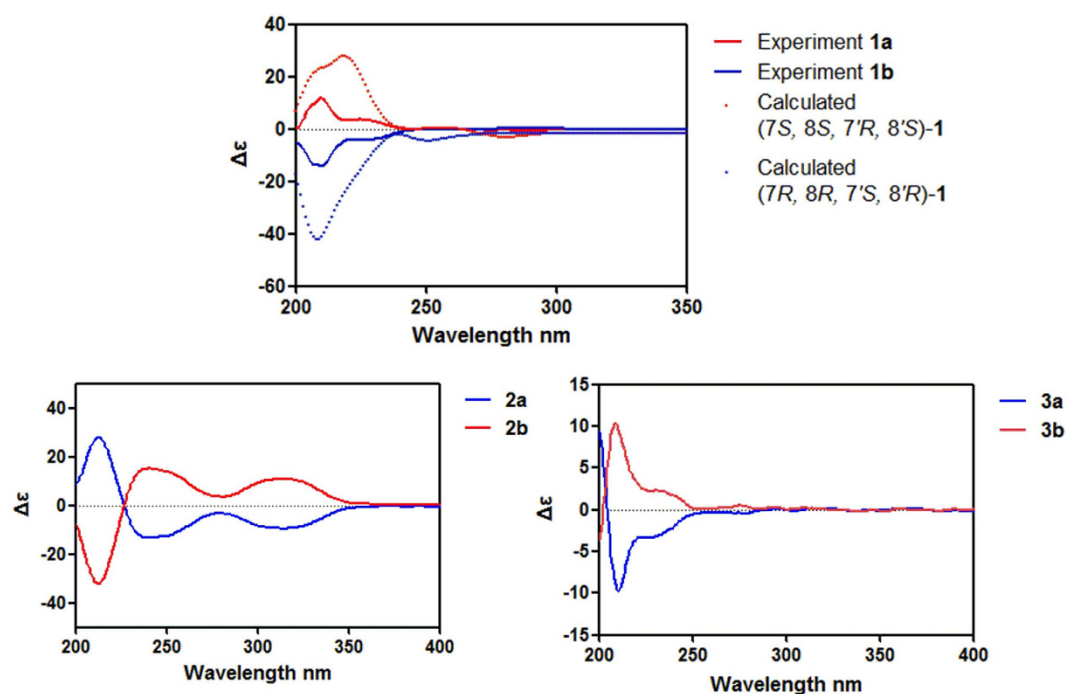 40
20
0
-20
-40
-60
Δε
200
250
300
350
Wavelength nm
Experiment 1a
Experiment 1b
Calculated
(7S, 8S, 7'R, 8'S)-1
Calculated
(7R, 8R, 7'S, 8'R)-1
40
20
0
-20
-40
Δε
200
250
300
350
400
Wavelength nm
2a
2b
15
10
5
0
-5
-10
-15
Δε
200
250
300
350
400
Wavelength nm
3a
3b